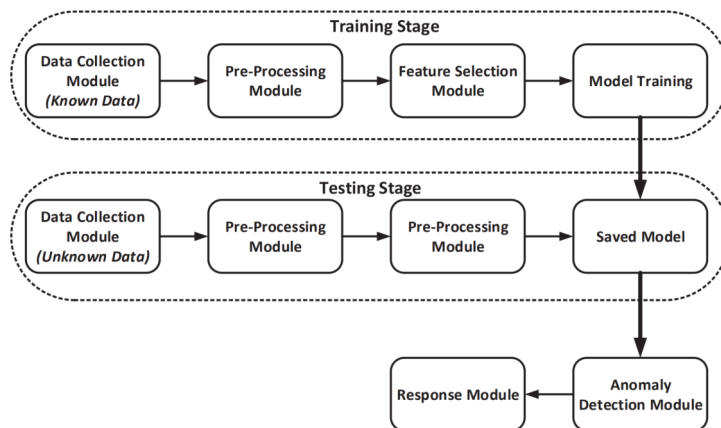 Training Stage
Data Collection
Module
(Known Data)
Pre-Processing
Module
Feature Selection
Module
Model Training
Testing Stage
Data Collection
Module
(Unknown Data)
Pre-Processing
Module
Pre-Processing
Module
Saved Model
Response Module
Anomaly
Detection Module